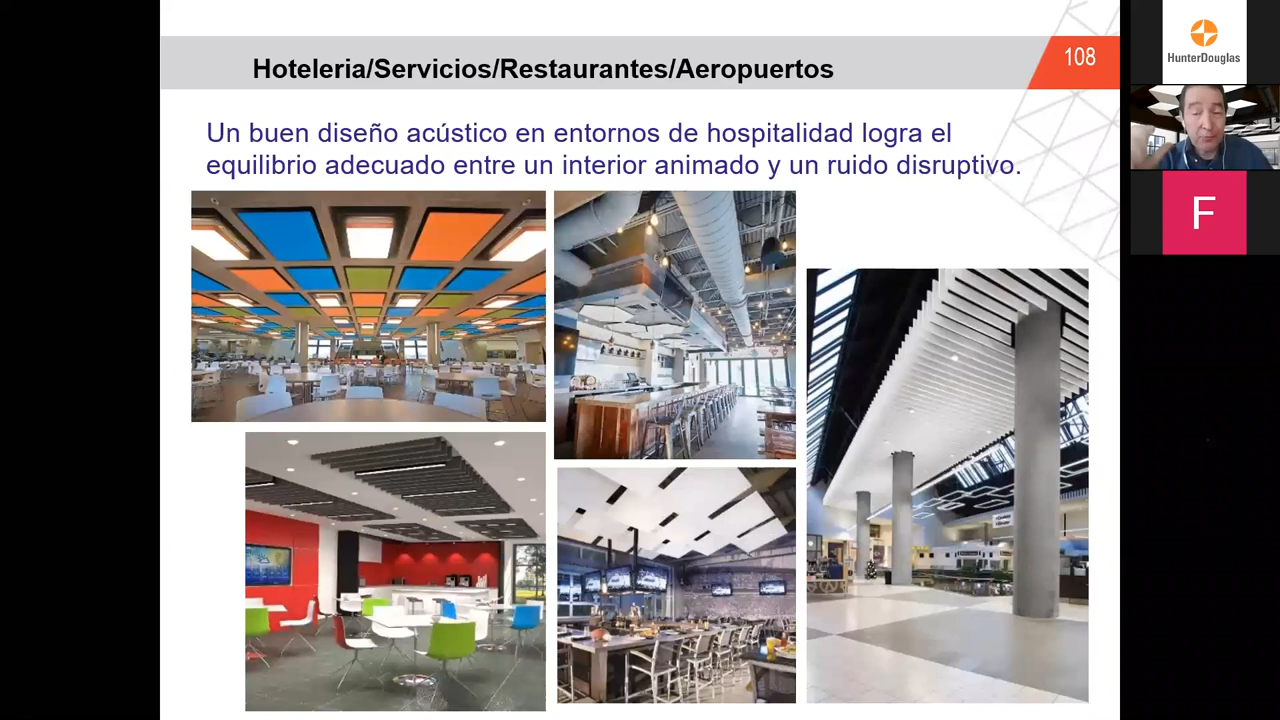 Hoteleria/Servicios/Restaurantes/Aeropuertos
108
Un buen diseño acústico en entornos de hospitalidad logra el
equilibrio adecuado entre un interior animado y un ruido disruptivo.
HunterDouglas
F